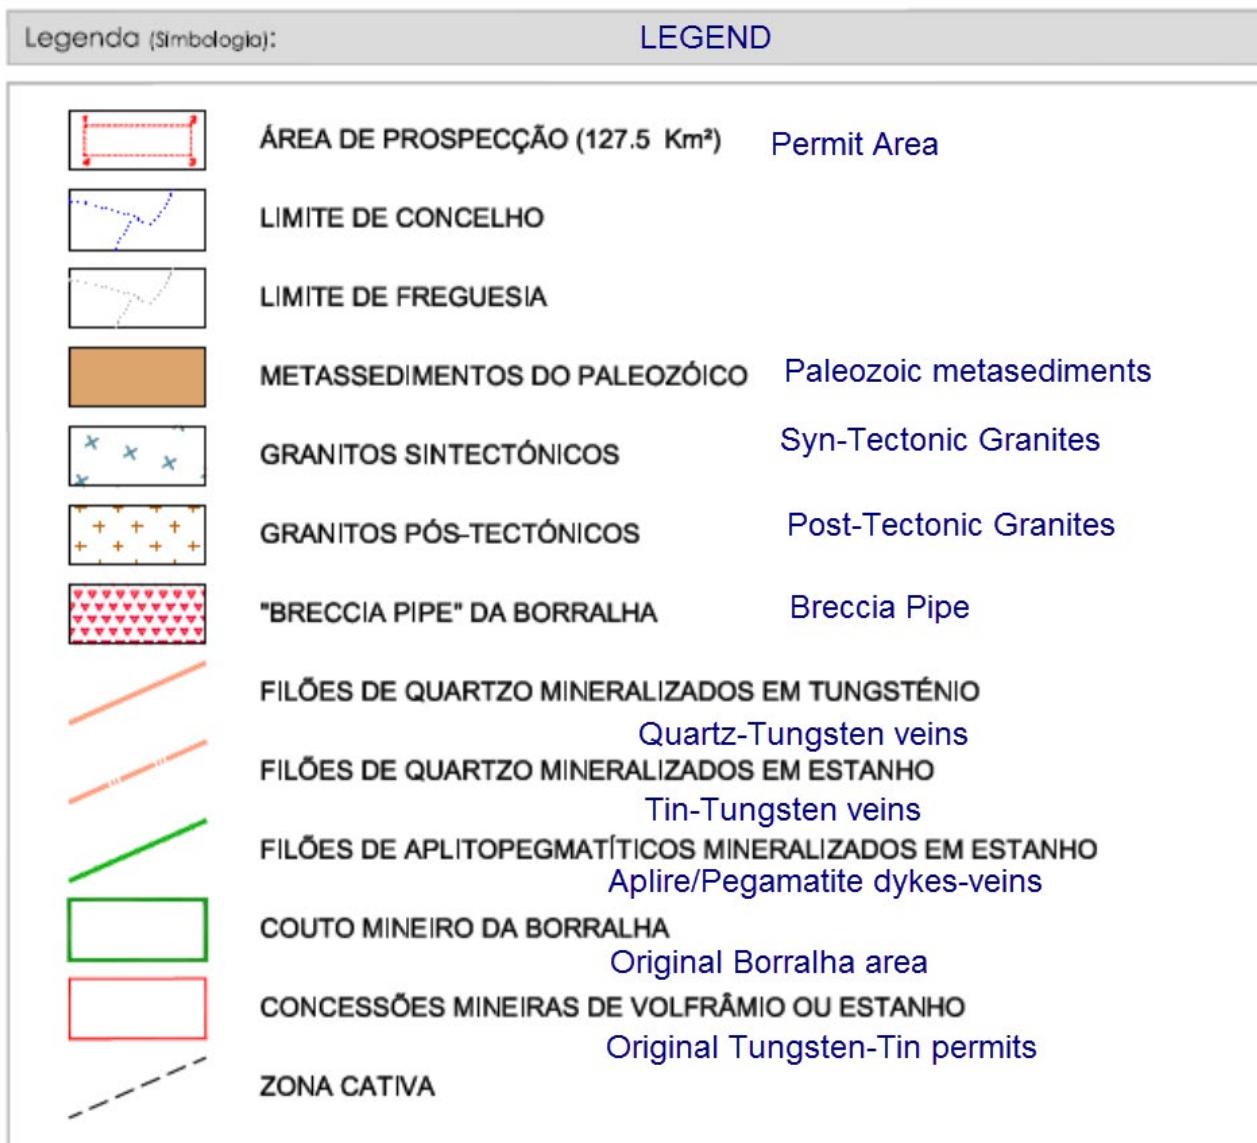 Legenda (Simbologia): LEGEND
1 2
4 3
ÁREA DE PROSPECÇÃO (127.5 Km²) Permit Area
LIMITE DE CONCELHO
LIMITE DE FREGUESIA
METASSEDIMENTOS DO PALEOZÓICO Paleozoic metasediments
GRANITOS SINTECTÓNICOS Syn-Tectonic Granites
GRANITOS PÓS-TECTÓNICOS Post-Tectonic Granites
"BRECCIA PIPE" DA BORRALHA Breccia Pipe
FILÕES DE QUARTZO MINERALIZADOS EM TUNGSTÉNIO
Quartz-Tungsten veins
FILÕES DE QUARTZO MINERALIZADOS EM ESTANHO
Tin-Tungsten veins
FILÕES DE APLITOPEGMATÍTICOS MINERALIZADOS EM ESTANHO
Aplire/Pegamatite dykes-veins
COUTO MINEIRO DA BORRALHA
Original Borralha area
CONCESSÕES MINEIRAS DE VOLFRÂMIO OU ESTANHO
Original Tungsten-Tin permits
ZONA CATIVA